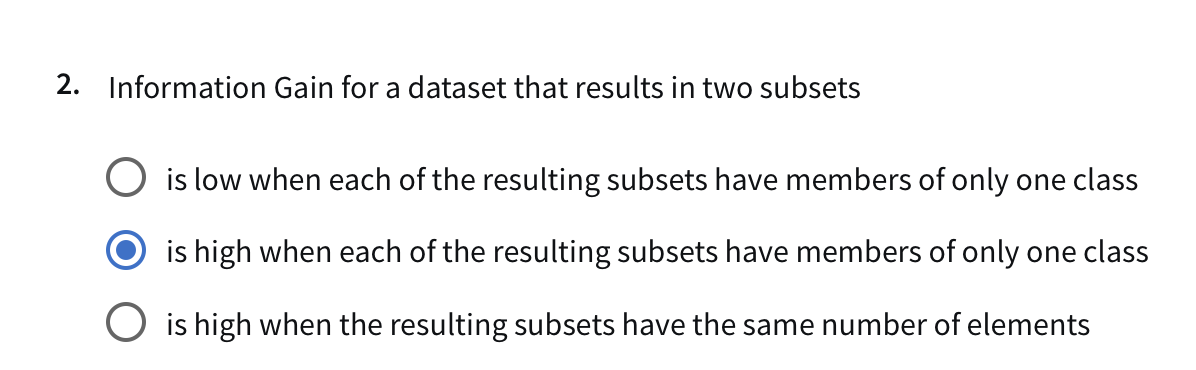 2. Information Gain for a dataset that results in two subsets
is low when each of the resulting subsets have members of only one class
is high when each of the resulting subsets have members of only one class
is high when the resulting subsets have the same number of elements